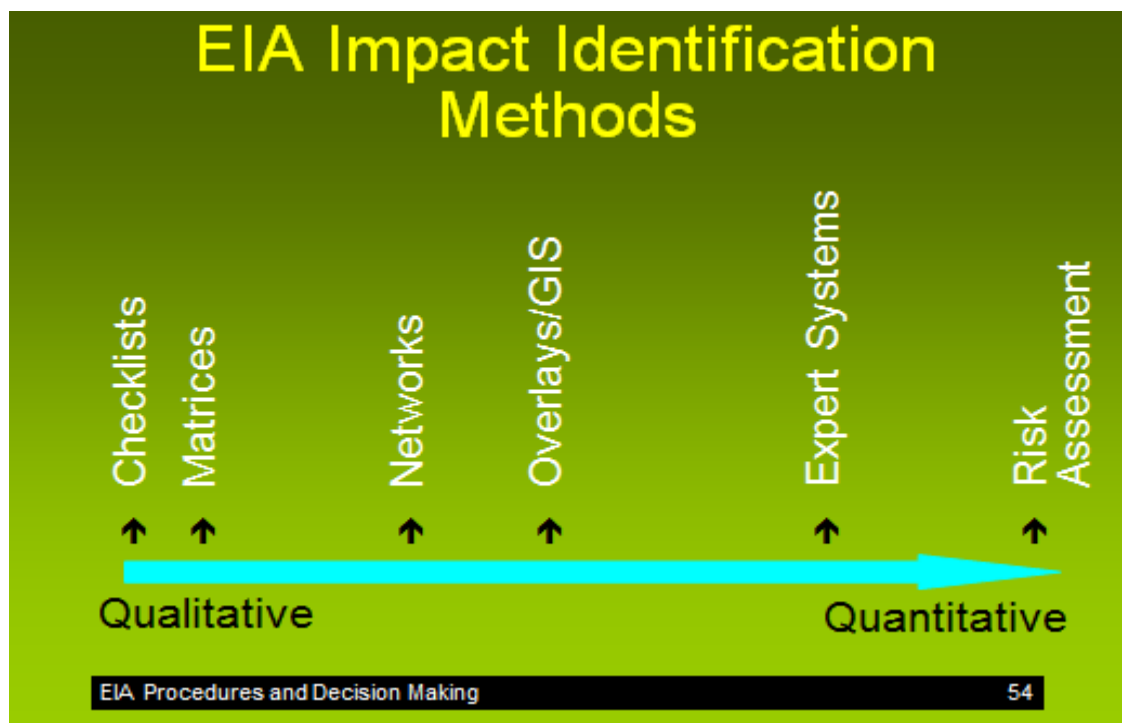 EIA Impact Identification
Methods
Checklists
Matrices
Networks
Overlays/GIS
Expert Systems
Risk
Assessment
Qualitative
Quantitative
EIA Procedures and Decision Making 54